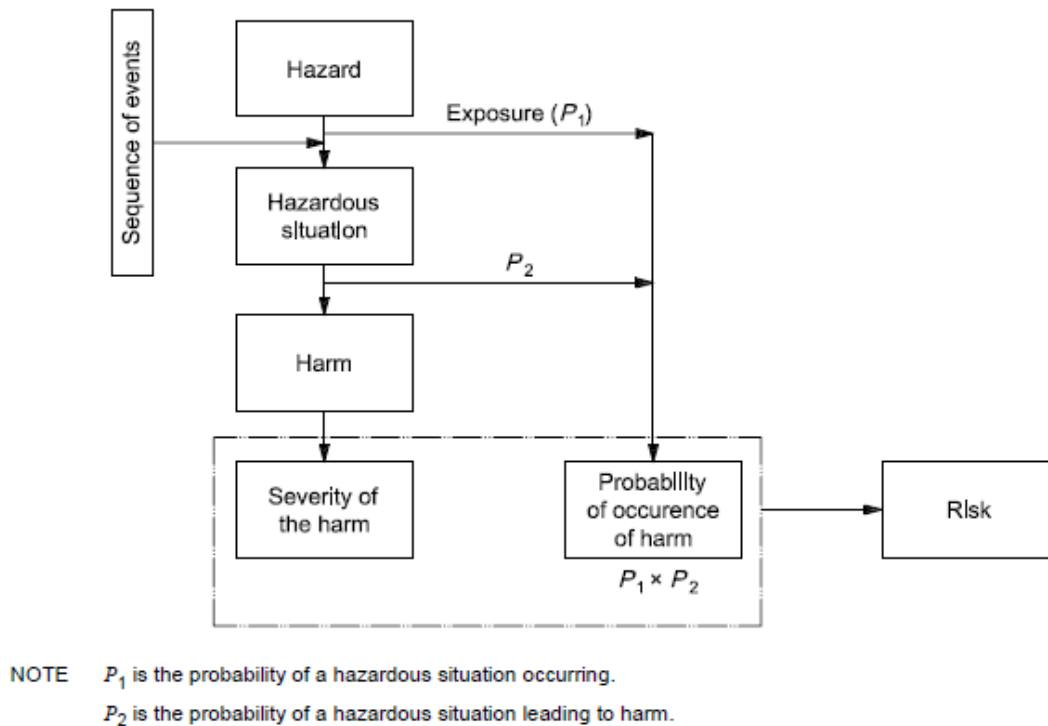 Sequence of events
Hazard
Exposure (P₁)
Hazardous
situation
P₂
Harm
Severity of
the harm
Probability
of occurence
of harm
Risk
P₁ × P₂
NOTE P₁ is the probability of a hazardous situation occurring.
P₂ is the probability of a hazardous situation leading to harm.